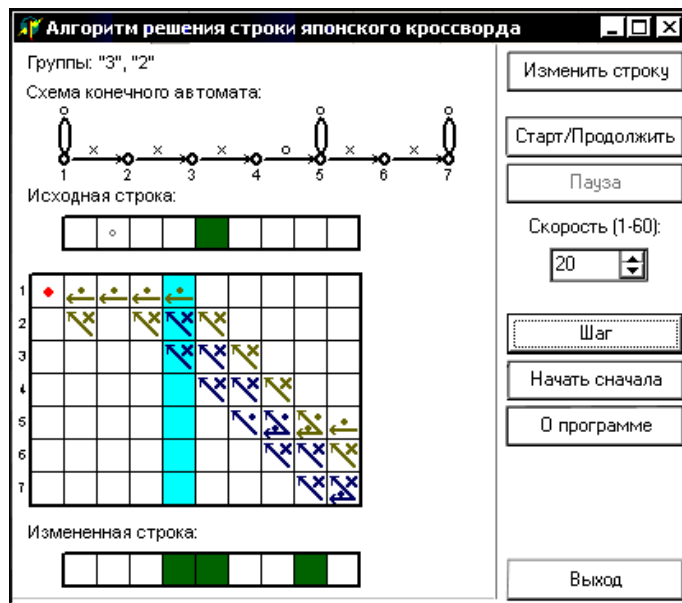 Алгоритм решения строки японского кроссворда
Группы: "3", "2"
Изменить строку
Схема конечного автомата:
Старт/Продолжить
1 2 3 4 5 6 7
Пауза
Исходная строка:
Скорость (1-60):
20
1
2
Шаг
3
Начать сначала
4
О программе
5
6
7
Измененная строка:
Выход